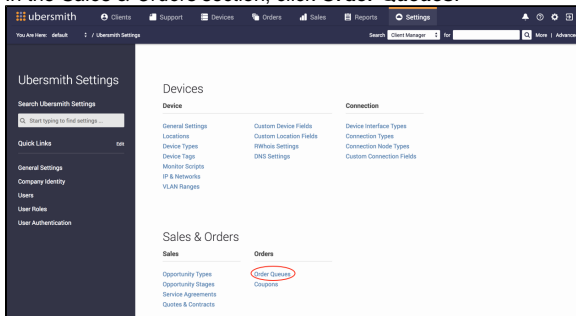 In the Sales & Orders section, click Order Queues.
ubersmith Clients Support Devices Orders Sales Reports Settings
You Are Here: default / Ubersmith Settings Search Client Manager for More | Advanced
Ubersmith Settings
Search Ubersmith Settings
Start typing to find settings ...
Quick Links Edit
General Settings
Company Identity
Users
User Roles
User Authentication
Devices
Device Connection
General Settings Custom Device Fields Device Interface Types
Locations Custom Location Fields Connection Types
Device Types RWhois Settings Connection Node Types
Device Tags DNS Settings Custom Connection Fields
Monitor Scripts
IP & Networks
VLAN Ranges
Sales & Orders
Sales Orders
Opportunity Types Order Queues
Opportunity Stages Coupons
Service Agreements
Quotes & Contracts